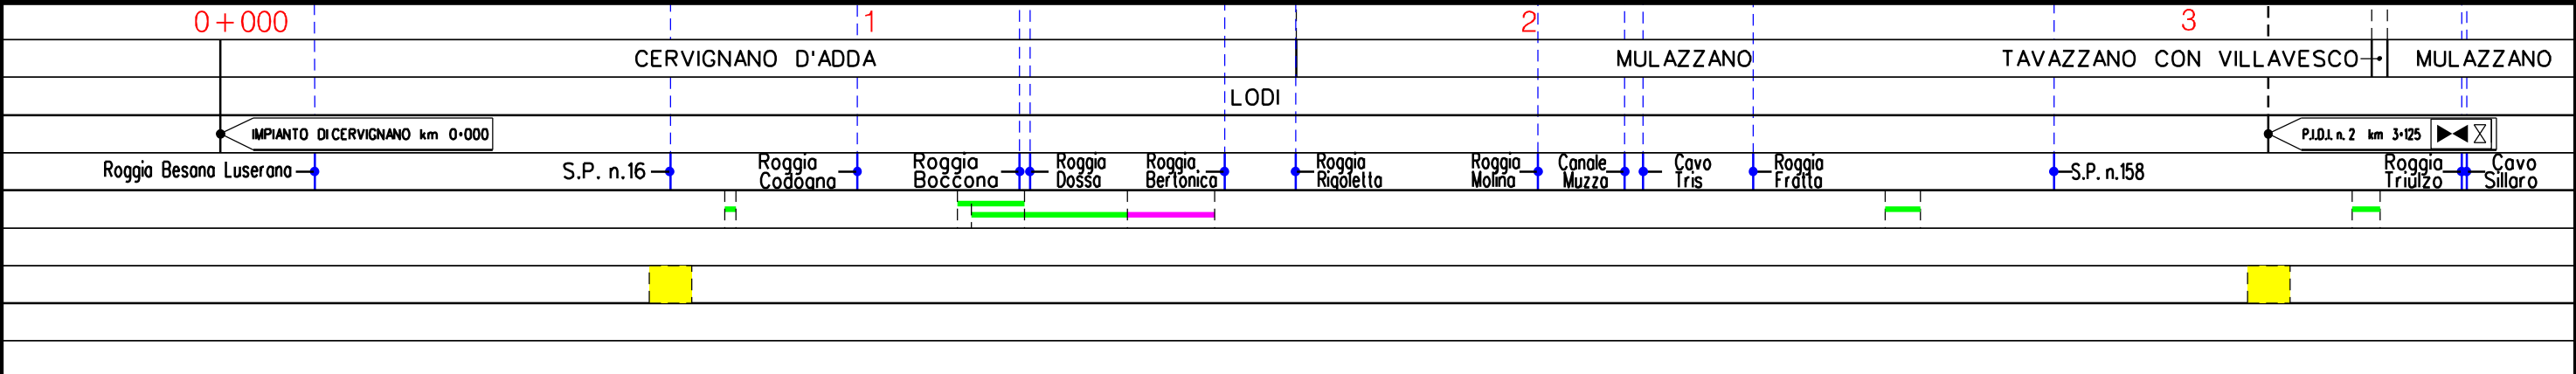 0+000 1 2 3
CERVIGNANO D'ADDA MULAZZANO TAVAZZANO CON VILLAVESCO MULAZZANO
LODI
IMPIANTO DI CERVIGNANO km 0+000 P.I.D.I. n. 2 km 3+125
Roggia Besana Luserana
S.P. n.16
Roggia
Codogna
Roggia
Boccona
Roggia
Dossa
Roggia
Bertonica
Roggia
Rigoletta
Roggia
Molina
Canale
Muzza
Cavo
Tris
Roggia
Fratta
S.P. n.158
Roggia
Triulzo
Cavo
Sillaro